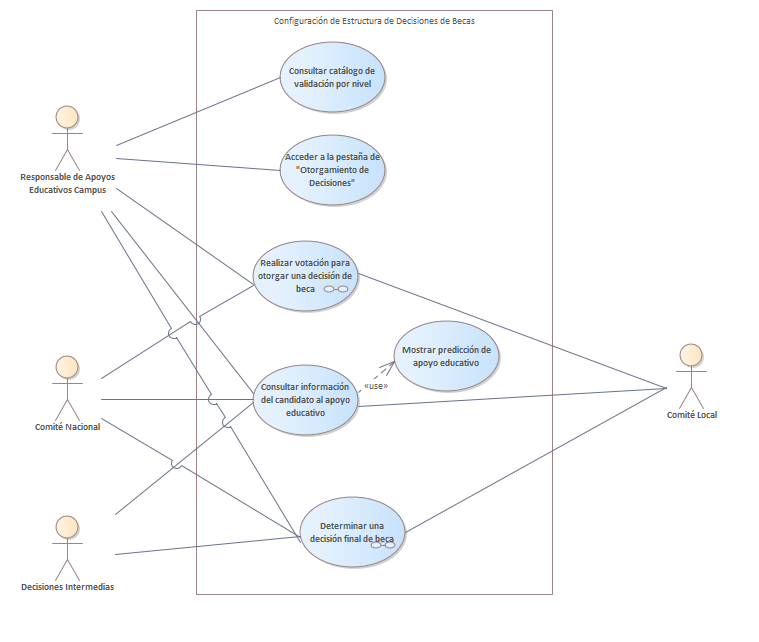 Configuración de Estructura de Decisiones de Becas
Consultar catálogo de
validación por nivel
Responsable de Apoyos
Educativos Campus
Acceder a la pestaña de
"Otorgamiento de
Decisiones"
Realizar votación para
otorgar una decisión de
beca
Mostrar predicción de
apoyo educativo
«use»
Consultar información
del candidato al apoyo
educativo
Comité Nacional
Comité Local
Determinar una
decisión final de beca
Decisiones Intermedias